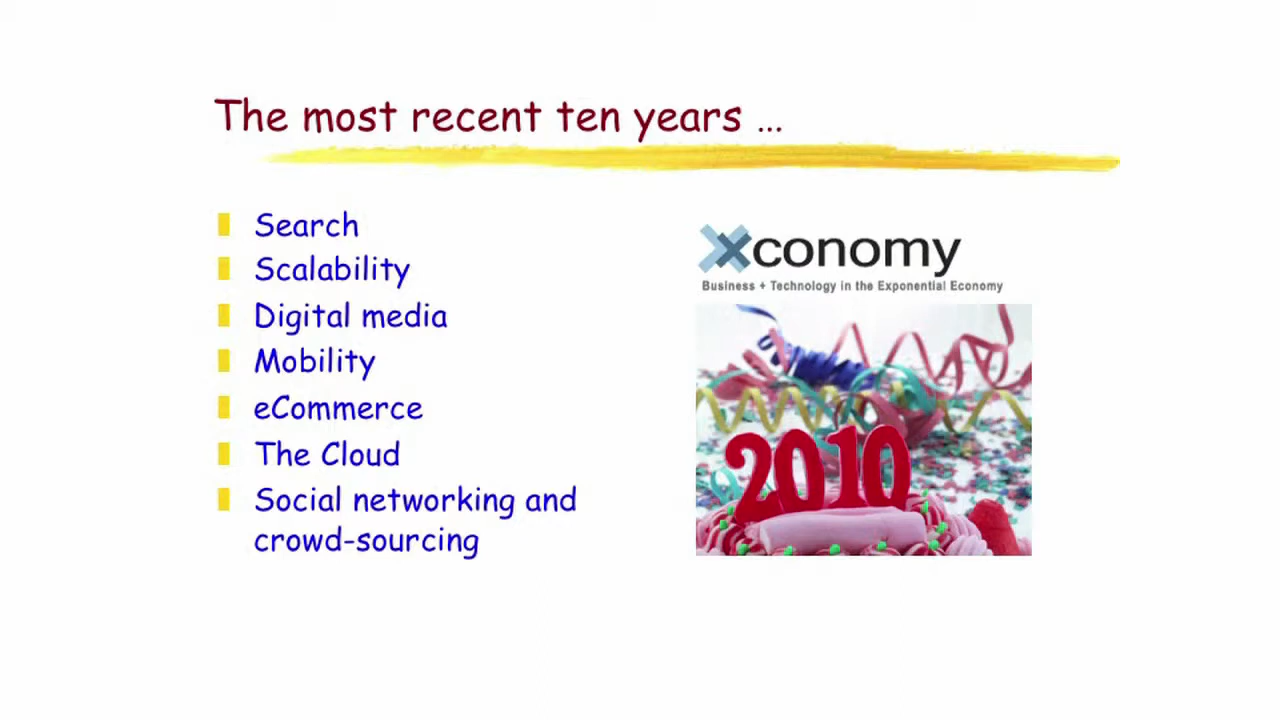 The most recent ten years ...
Search
Scalability
Digital media
Mobility
eCommerce
The Cloud
Social networking and
crowd-sourcing
xconomy
Business + Technology in the Exponential Economy
2010